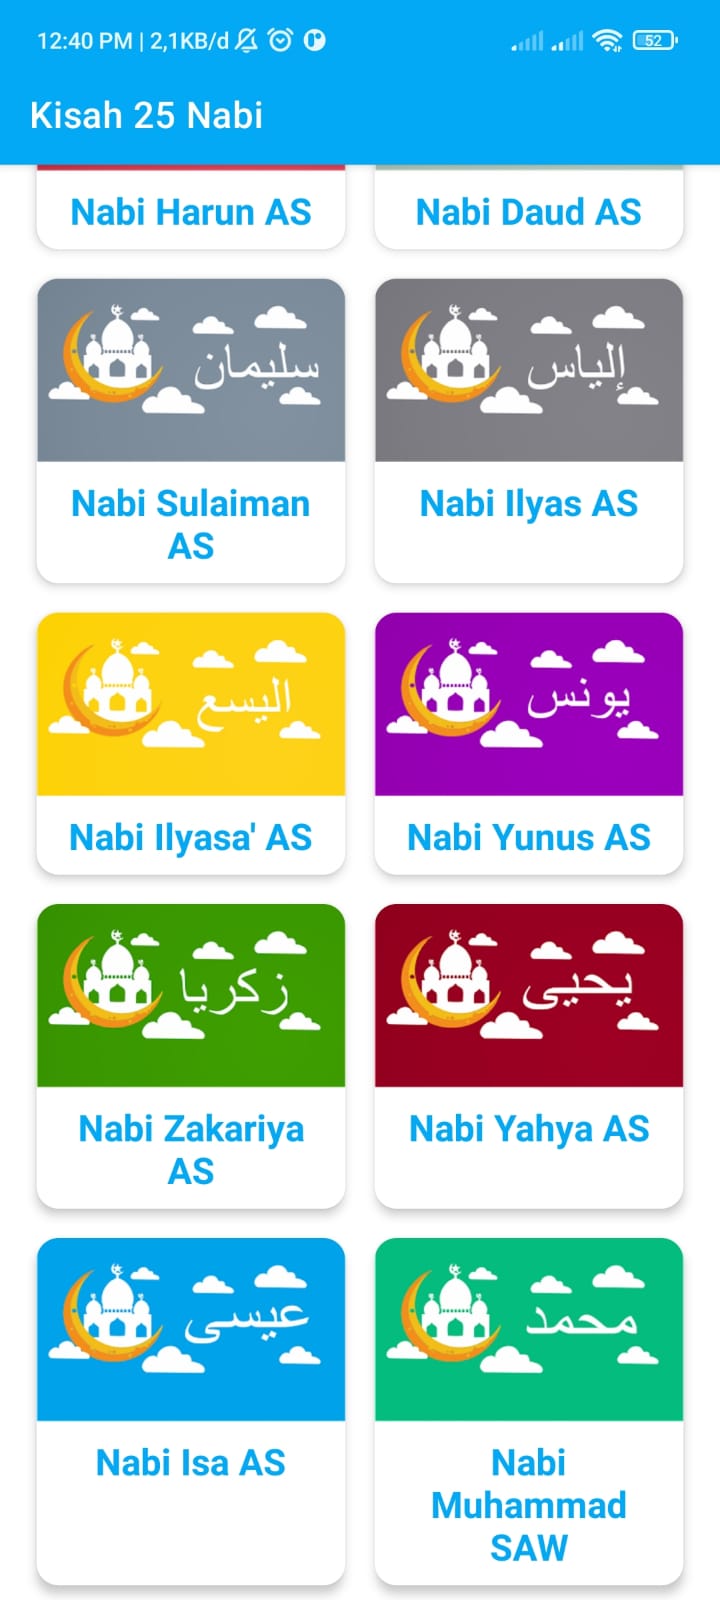 12:40 PM | 2,1KB/d
52
Kisah 25 Nabi
Nabi Harun AS
Nabi Daud AS
سليمان
إلياس
Nabi Sulaiman
AS
Nabi Ilyas AS
اليسع
يونس
Nabi Ilyasa' AS
Nabi Yunus AS
زكريا
يحيى
Nabi Zakariya
AS
Nabi Yahya AS
عيسى
محمد
Nabi Isa AS
Nabi
Muhammad
SAW